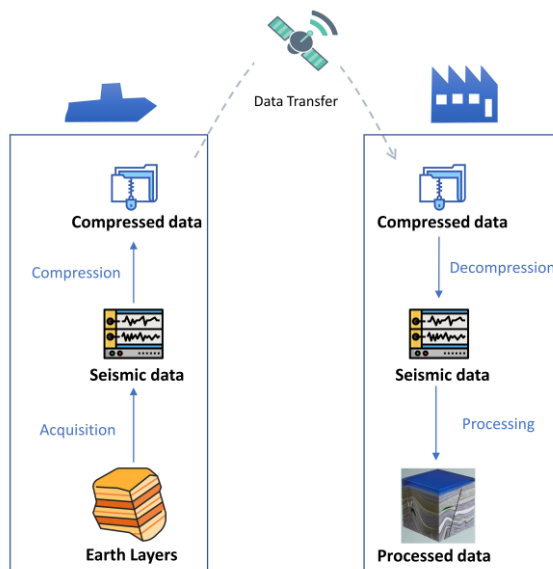 Data Transfer
Compressed data
Compression
Seismic data
Acquisition
Earth Layers
Compressed data
Decompression
Seismic data
Processing
Processed data